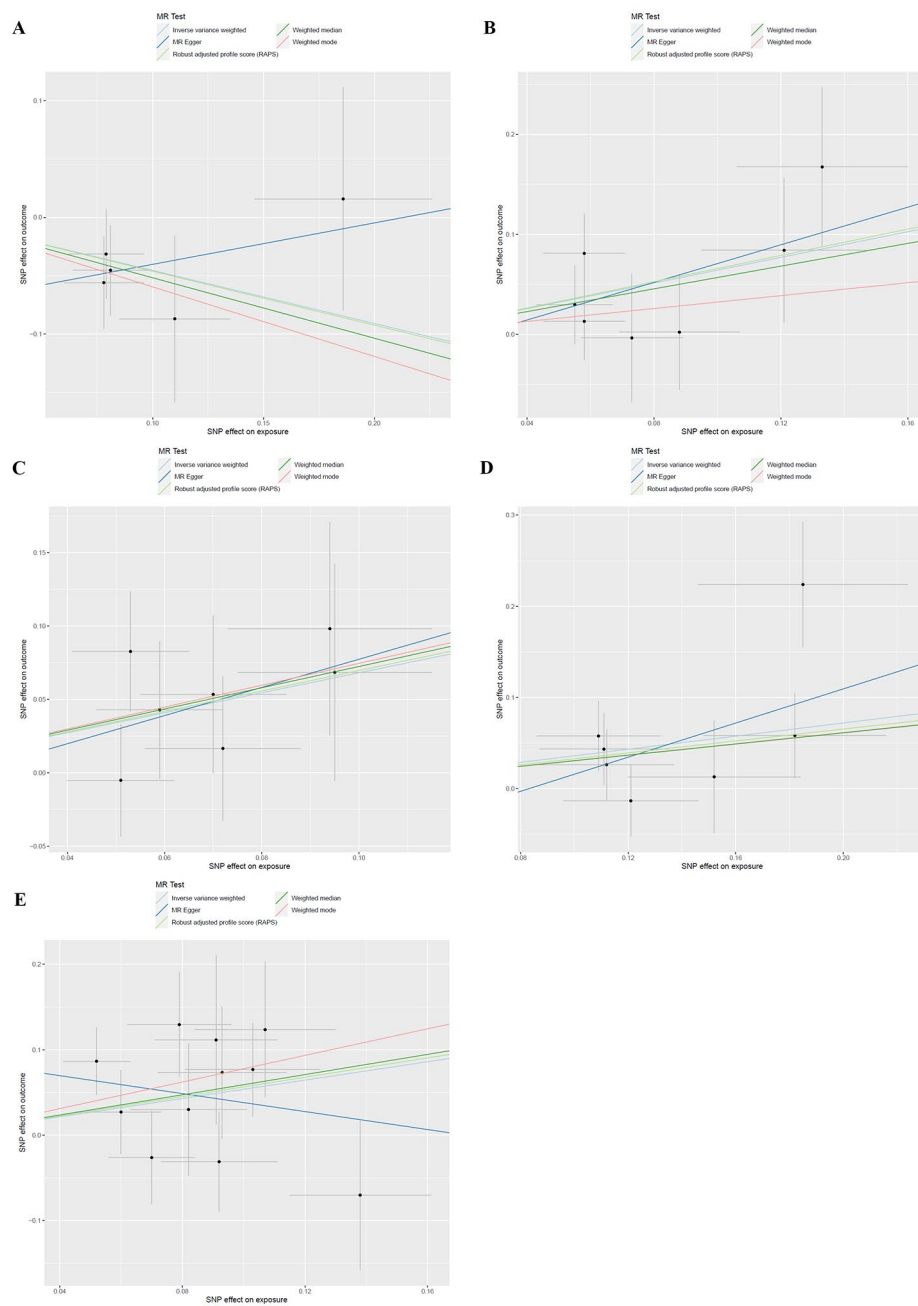 A
MR Test
Inverse variance weighted
Weighted median
MR Egger
Weighted mode
Robust adjusted profile score (RAPS)
0.1
0.0
−0.1
SNP effect on outcome
0.10
0.15
0.20
SNP effect on exposure
B
MR Test
Inverse variance weighted
Weighted median
MR Egger
Weighted mode
Robust adjusted profile score (RAPS)
0.2
0.1
0.0
SNP effect on outcome
0.04
0.08
0.12
0.16
SNP effect on exposure
C
MR Test
Inverse variance weighted
Weighted median
MR Egger
Weighted mode
Robust adjusted profile score (RAPS)
0.15
0.10
0.05
0.00
−0.05
SNP effect on outcome
0.04
0.06
0.08
0.10
SNP effect on exposure
D
MR Test
Inverse variance weighted
Weighted median
MR Egger
Weighted mode
Robust adjusted profile score (RAPS)
0.3
0.2
0.1
0.0
SNP effect on outcome
0.08
0.12
0.16
0.20
SNP effect on exposure
E
MR Test
Inverse variance weighted
Weighted median
MR Egger
Weighted mode
Robust adjusted profile score (RAPS)
0.2
0.1
0.0
−0.1
SNP effect on outcome
0.04
0.08
0.12
0.16
SNP effect on exposure